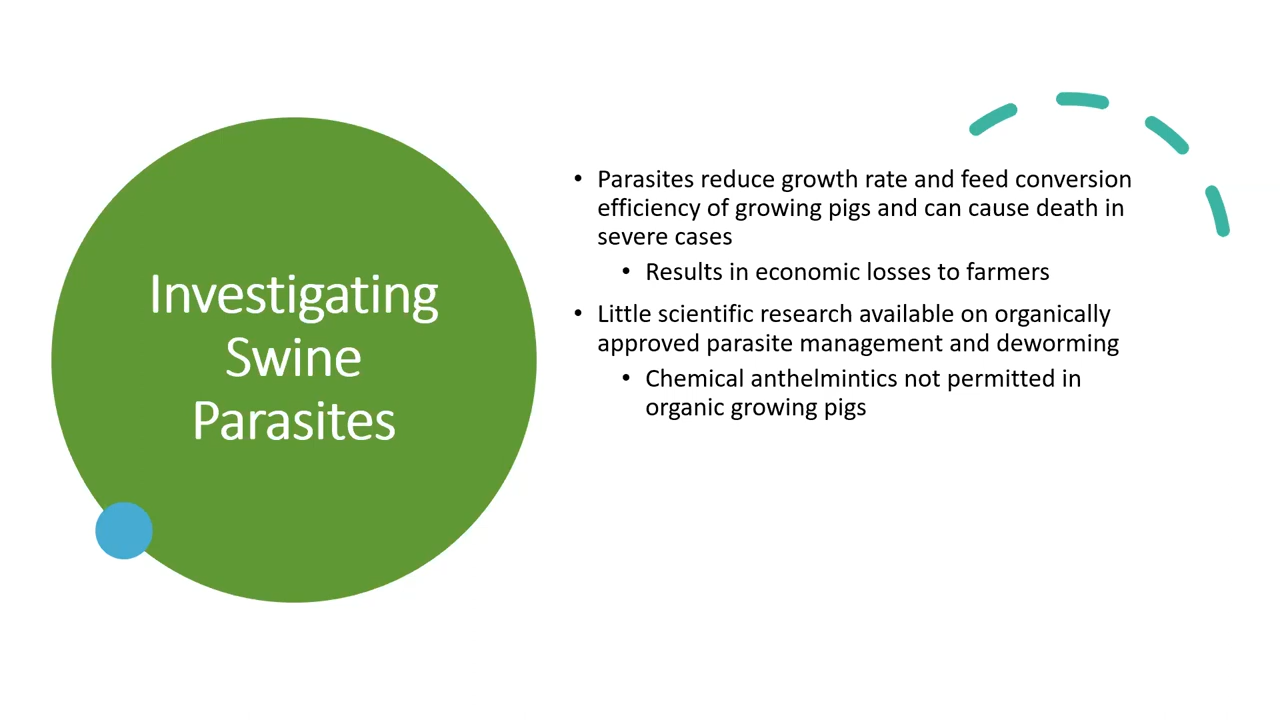 Investigating
Swine
Parasites
• Parasites reduce growth rate and feed conversion
efficiency of growing pigs and can cause death in
severe cases
• Results in economic losses to farmers
• Little scientific research available on organically
approved parasite management and deworming
• Chemical anthelmintics not permitted in
organic growing pigs